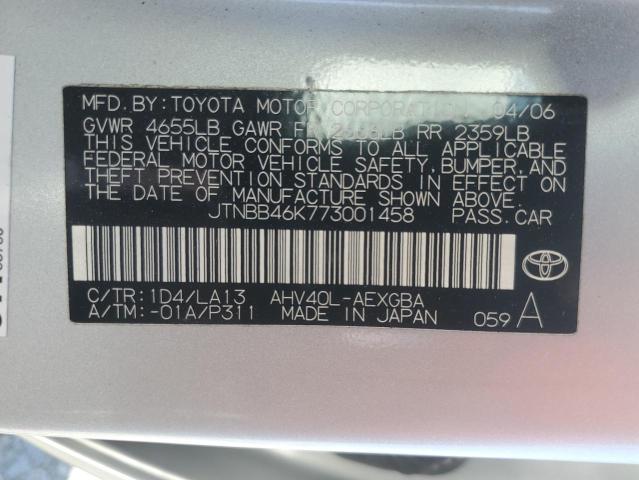 MFD.BY:TOYOTA MOTOR CORPORATION 04/06
GVWR 4655LB GAWR FR LB RR 2359LB
THIS VEHICLE CONFORMS TO ALL APPLICABLE
FEDERAL MOTOR VEHICLE SAFETY, BUMPER, AND
THEFT PREVENTION STANDARDS IN EFFECT ON
THE DATE OF MANUFACTURE SHOWN ABOVE.
JTNBB46K773001458 PASS.CAR
C/TR:1D4/LA13 AHV40L-AEXGBA
A/TM:-01A/P311 MADE IN JAPAN 059 A